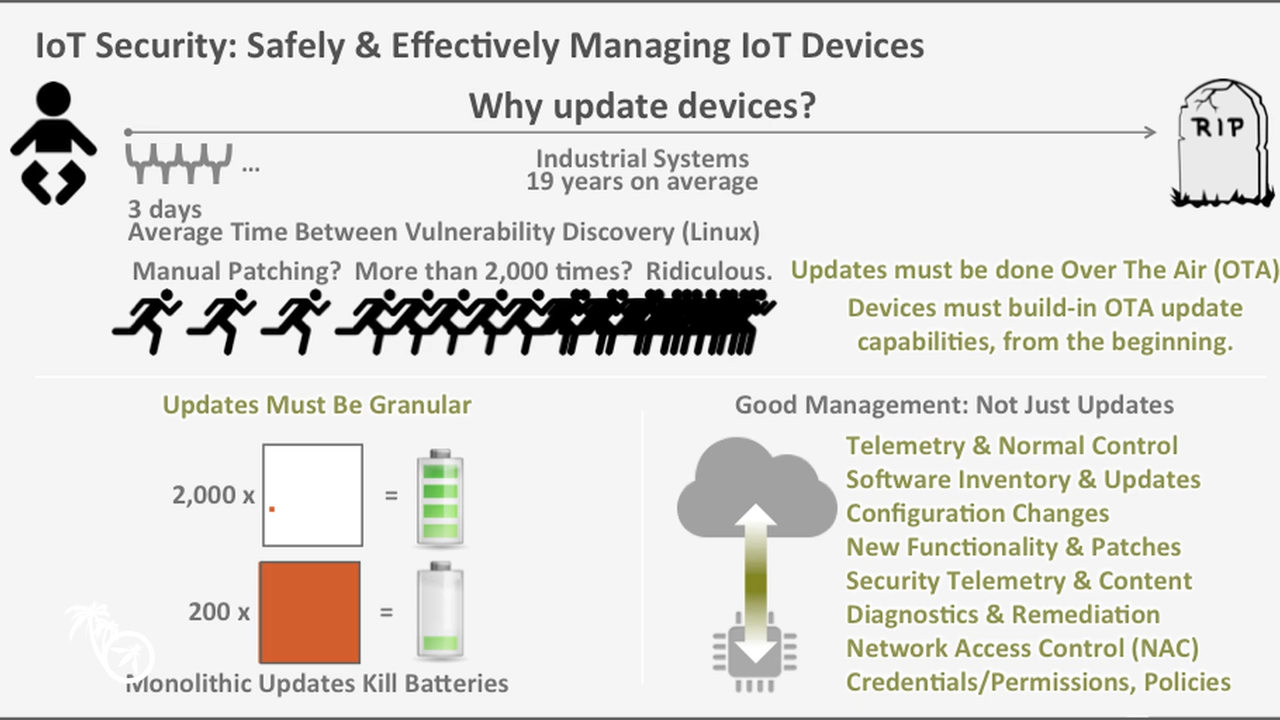 IoT Security: Safely & Effectively Managing IoT Devices
Why update devices?
RIP
...
Industrial Systems
19 years on average
3 days
Average Time Between Vulnerability Discovery (Linux)
Manual Patching? More than 2,000 times? Ridiculous.
Updates must be done Over The Air (OTA)
Devices must build-in OTA update
capabilities, from the beginning.
Updates Must Be Granular
2,000 x
=
200 x
=
Monolithic Updates Kill Batteries
Good Management: Not Just Updates
Telemetry & Normal Control
Software Inventory & Updates
Configuration Changes
New Functionality & Patches
Security Telemetry & Content
Diagnostics & Remediation
Network Access Control (NAC)
Credentials/Permissions, Policies